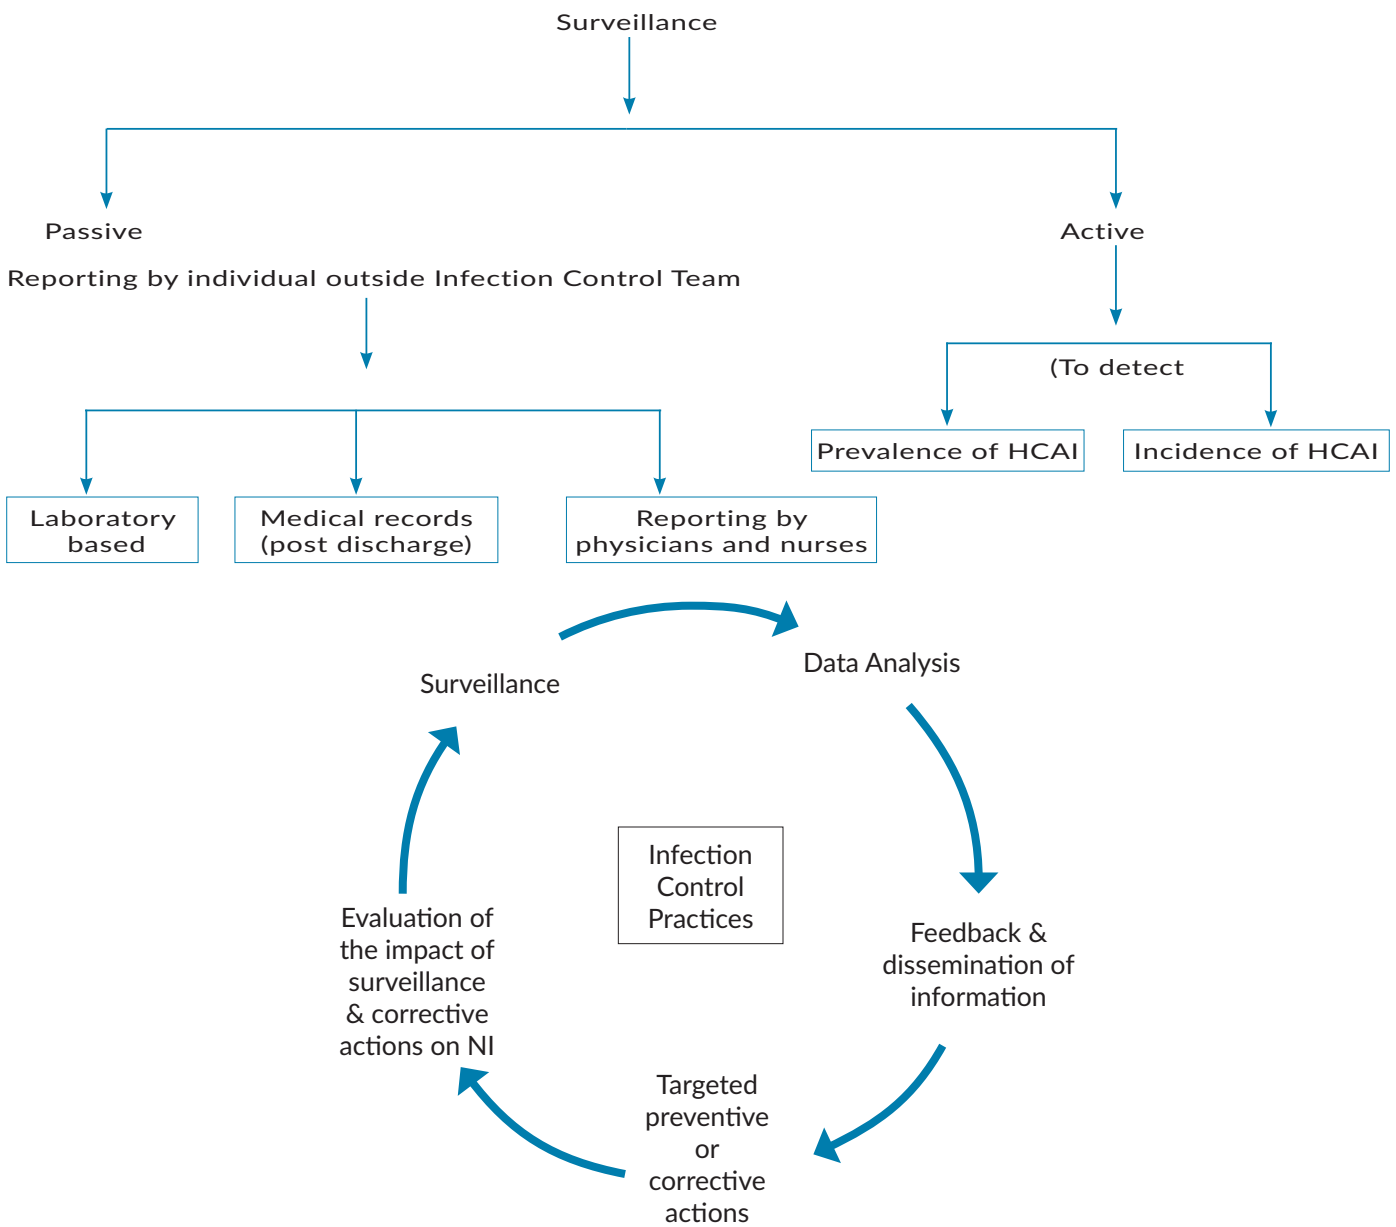 Surveillance
Passive
Active
Reporting by individual outside Infection Control Team
(To detect
Prevalence of HCAI
Incidence of HCAI
Laboratory
based
Medical records
(post discharge)
Reporting by
physicians and nurses
Surveillance
Data Analysis
Feedback &
dissemination of
information
Targeted
preventive
or
corrective
actions
Evaluation of
the impact of
surveillance
& corrective
actions on NI
Infection
Control
Practices